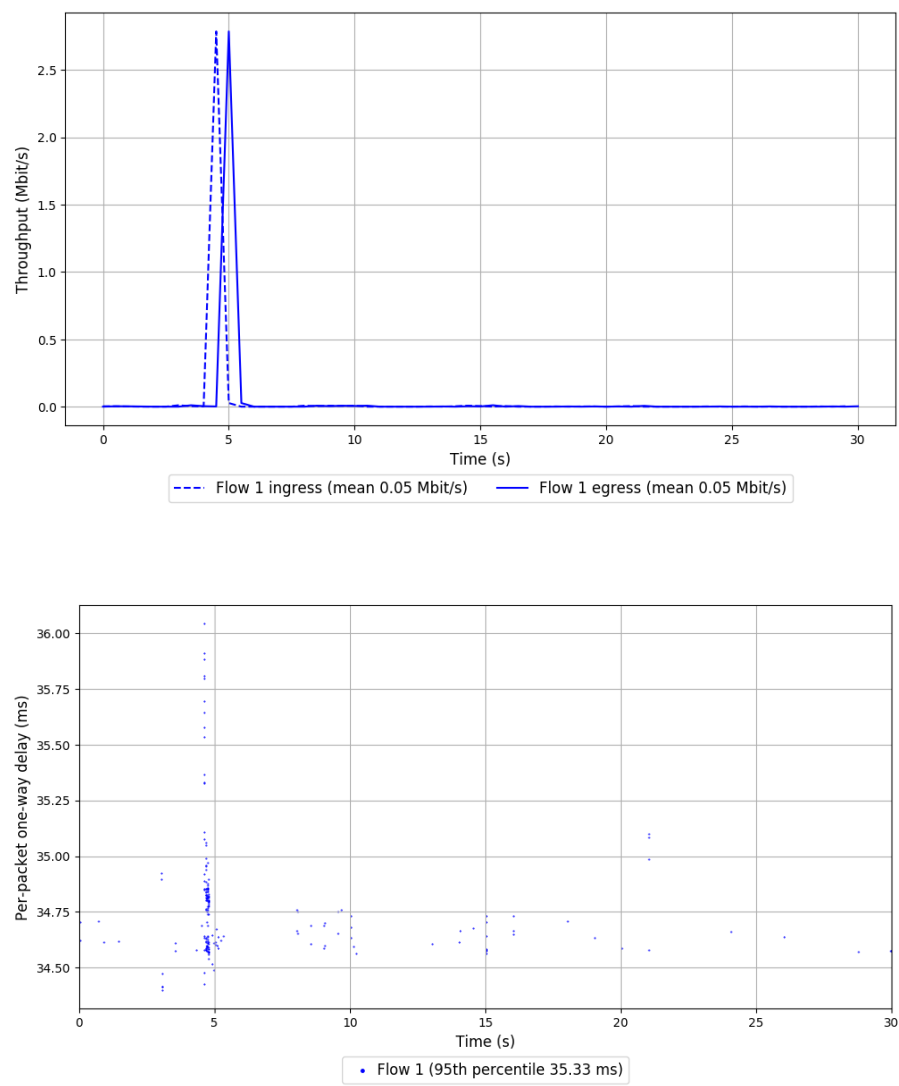 2.5
2.0
1.5
1.0
0.5
0.0
Throughput (Mbit/s)
0 5 10 15 20 25 30
Time (s)
Flow 1 ingress (mean 0.05 Mbit/s) Flow 1 egress (mean 0.05 Mbit/s)
36.00
35.75
35.50
35.25
35.00
34.75
34.50
Per-packet one-way delay (ms)
0 5 10 15 20 25 30
Time (s)
Flow 1 (95th percentile 35.33 ms)